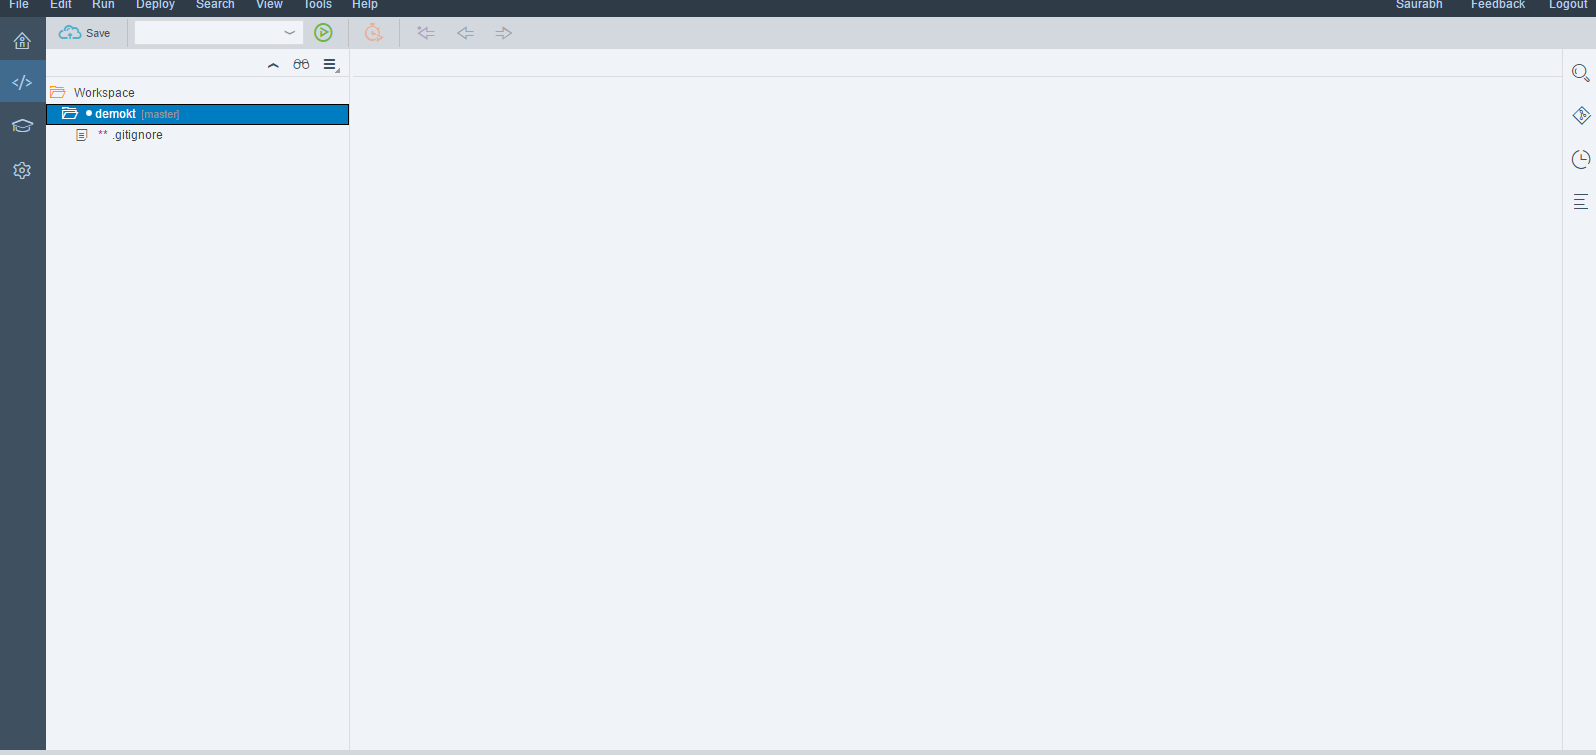 File Edit Run Deploy Search View Tools Help Saurabh Feedback Logout
Save
Workspace
demokt [master]
** .gitignore